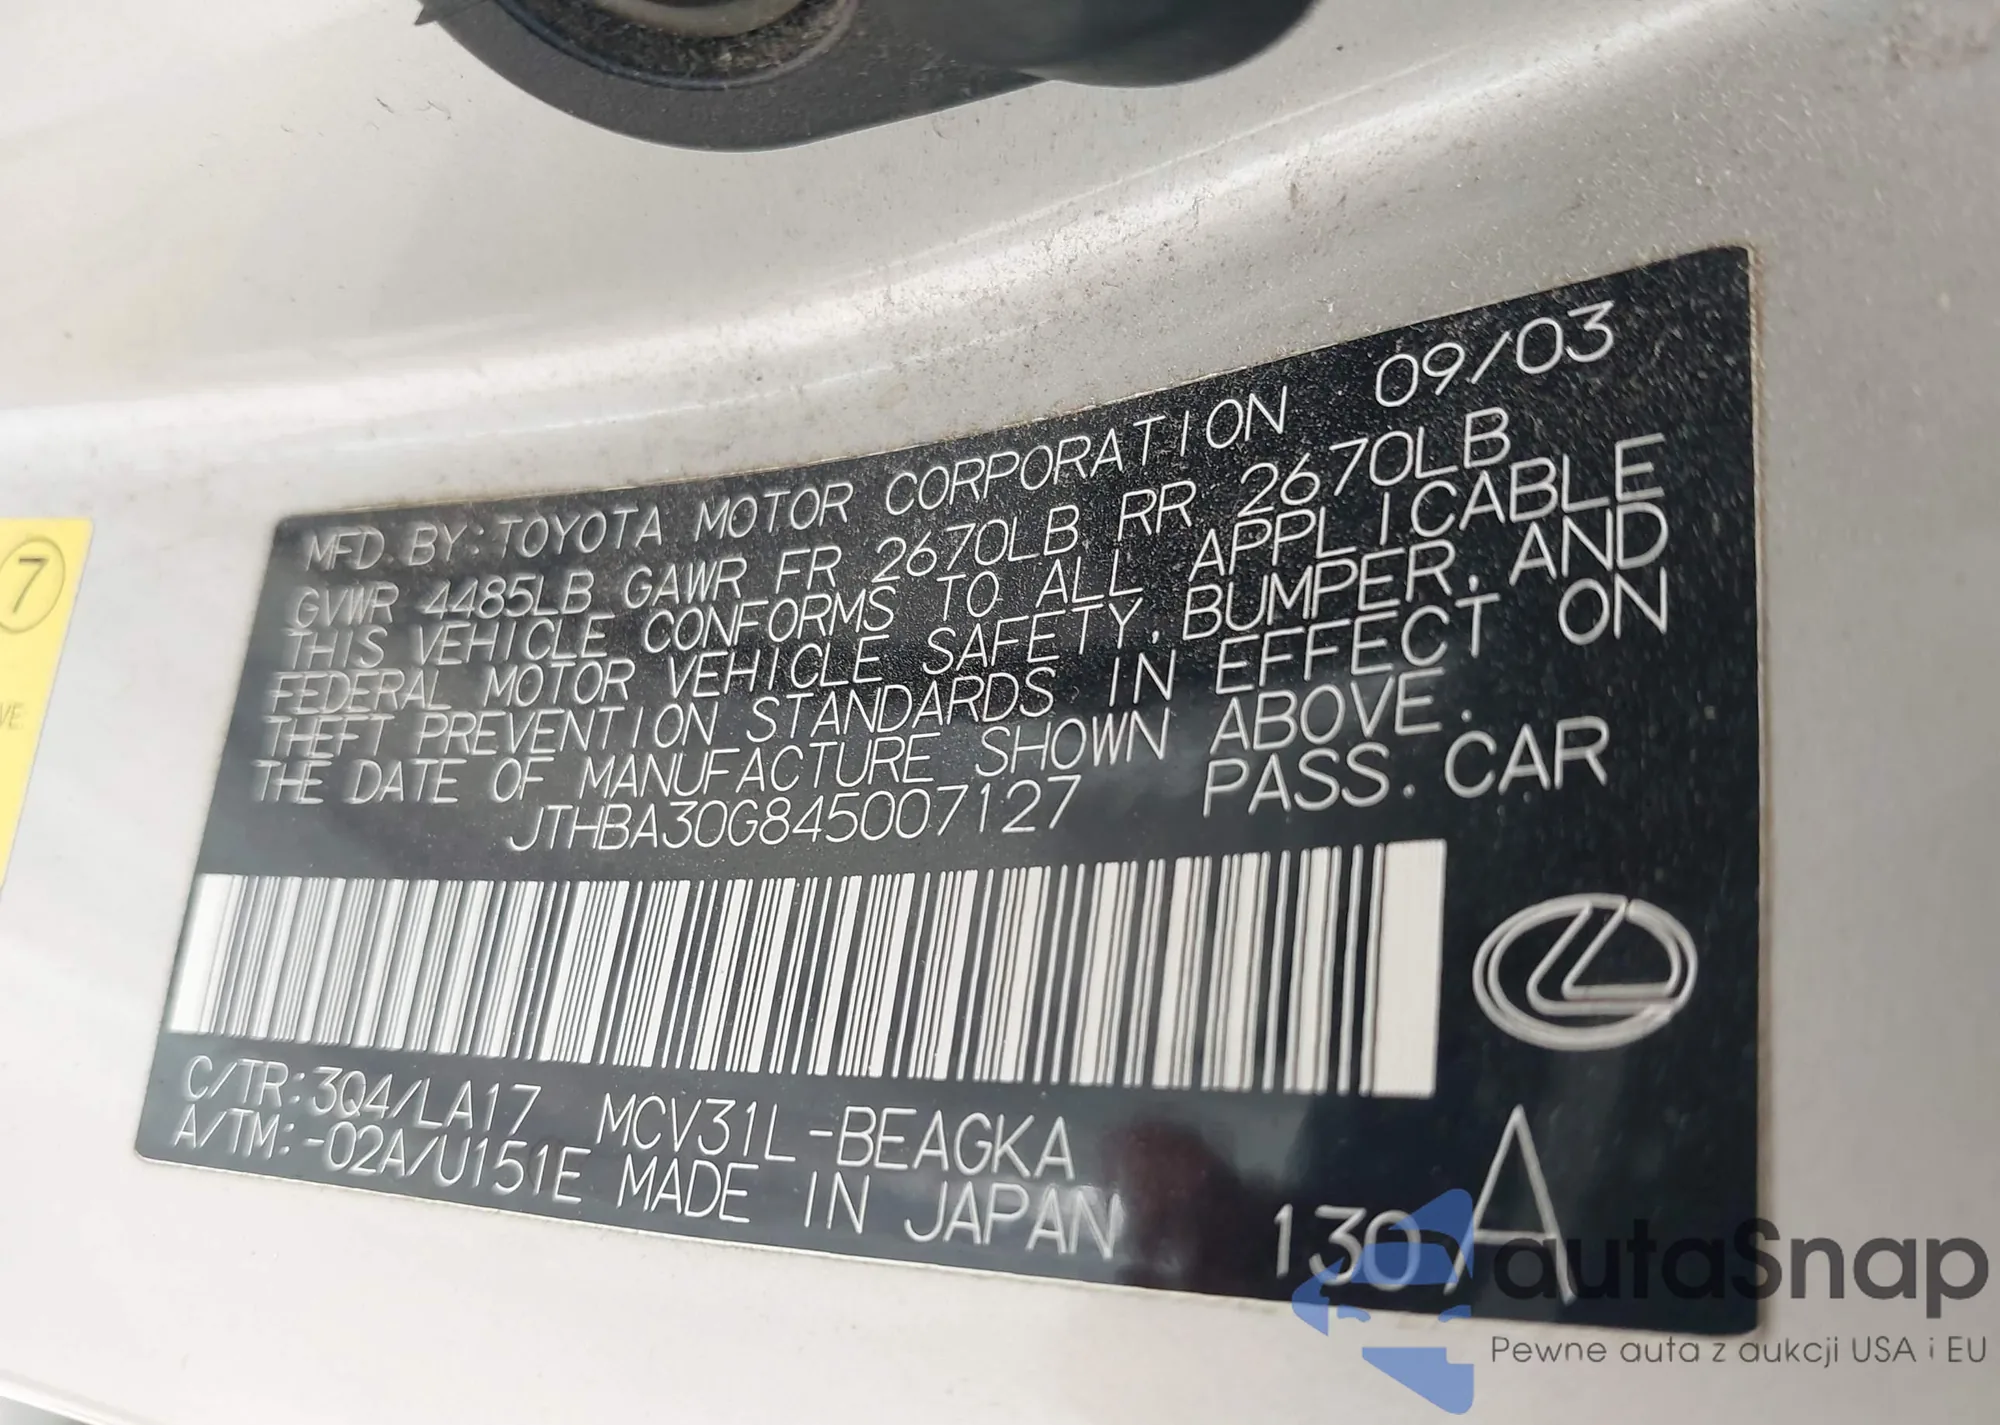 7
VE
MFD. BY: TOYOTA MOTOR CORPORATION 09/03
GVWR 4485LB GAWR FR 2670LB RR 2670LB
THIS VEHICLE CONFORMS TO ALL APPLICABLE
FEDERAL MOTOR VEHICLE SAFETY, BUMPER, AND
THEFT PREVENTION STANDARDS IN EFFECT ON
THE DATE OF MANUFACTURE SHOWN ABOVE.
JTHBA30G845007127 PASS. CAR
C/TR: 3Q4/LA17 MCV31L-BEAGKA
A/TM: -02A/U151E MADE IN JAPAN
A
autaSnap
Pewne auta z aukcji USA i EU